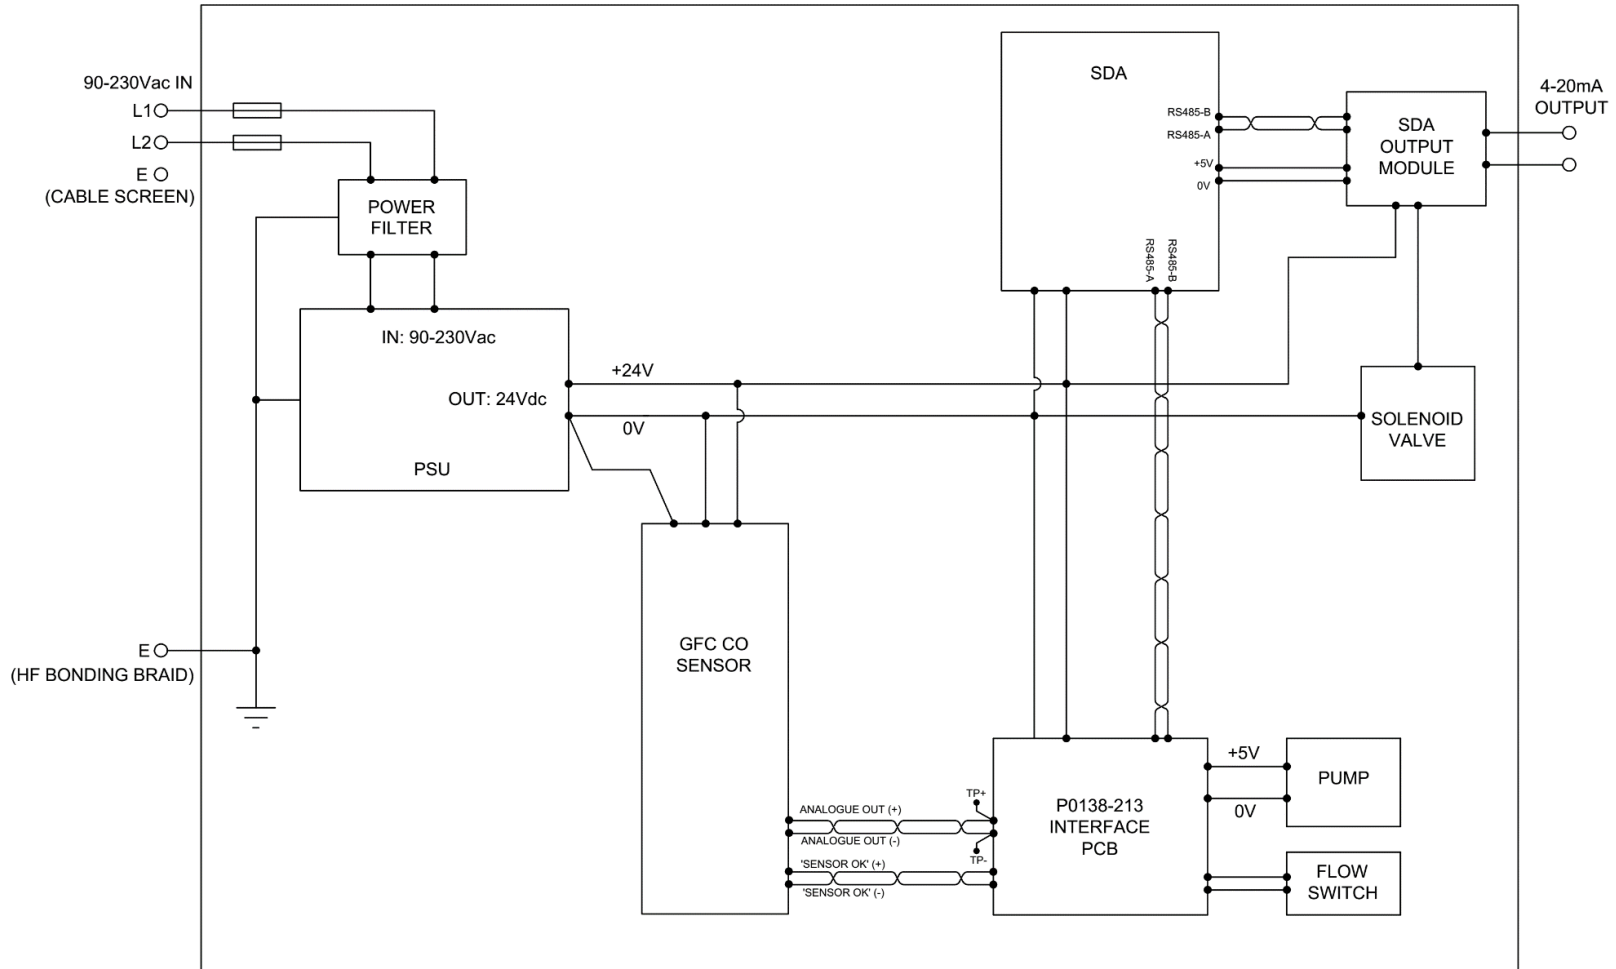 90-230Vac IN
L1
L2
E
(CABLE SCREEN)
POWER
FILTER
IN: 90-230Vac
OUT: 24Vdc
PSU
+24V
0V
E
(HF BONDING BRAID)
SDA
RS485-B
RS485-A
+5V
0V
RS485-A
RS485-B
SDA
OUTPUT
MODULE
4-20mA
OUTPUT
SOLENOID
VALVE
GFC CO
SENSOR
ANALOGUE OUT (+)
ANALOGUE OUT (-)
'SENSOR OK' (+)
'SENSOR OK' (-)
TP+
TP-
P0138-213
INTERFACE
PCB
+5V
0V
PUMP
FLOW
SWITCH